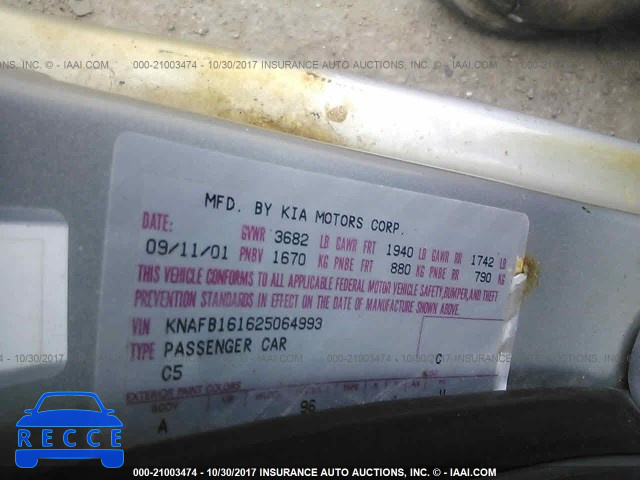 000-21003474 - 10/30/2017 INSURANCE AUTO AUCTIONS, INC. - © IAAI.COM
MFD. BY KIA MOTORS CORP.
DATE: GVWR 3682 LB GAWR FRT 1940 LB GAWR RR 1742 LB
09/11/01 PNBV 1670 KG PNBE FRT 880 KG PNBE RR 790 KG
THIS VEHICLE CONFORMS TO ALL APPLICABLE FEDERAL MOTOR VEHICLE SAFETY,BUMPER,AND THEFT
PREVENTION STANDARDS IN EFFECT ON THE DATE OF MANUFACTURE SHOWN ABOVE.
VIN KNAFB161625064993
TYPE PASSENGER CAR
C5 C
EXTERIOR PAINT COLORS
BODY
A 96
RECCE
000-21003474 - 10/30/2017 INSURANCE AUTO AUCTIONS, INC. - © IAAI.COM